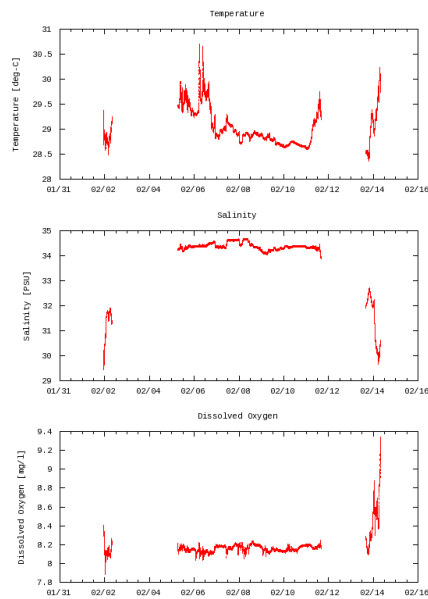 Temperature
31
30.5
30
29.5
29
28.5
28
Temperature [deg-C]
01/31 02/02 02/04 02/06 02/08 02/10 02/12 02/14 02/16
Salinity
35
34
33
32
31
30
29
Salinity [PSU]
01/31 02/02 02/04 02/06 02/08 02/10 02/12 02/14 02/16
Dissolved Oxygen
9.4
9.2
9
8.8
8.6
8.4
8.2
8
7.8
Dissolved Oxygen [mg/l]
01/31 02/02 02/04 02/06 02/08 02/10 02/12 02/14 02/16